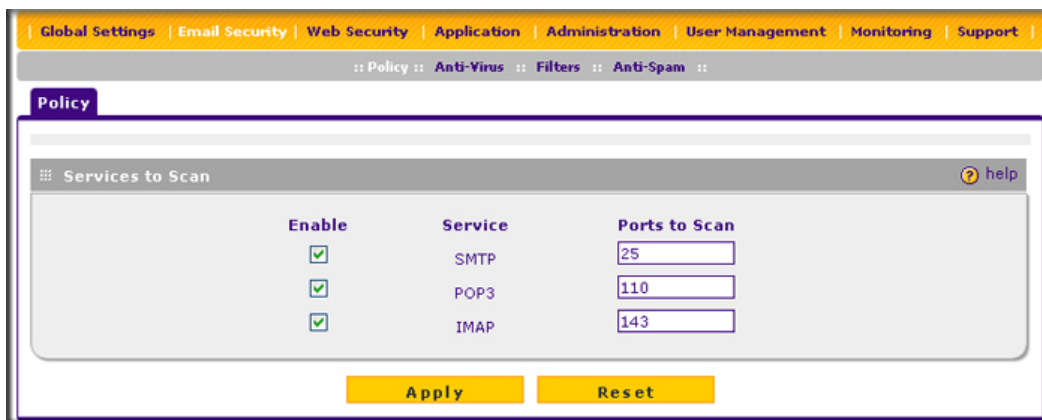 | Global Settings | Email Security | Web Security | Application | Administration | User Management | Monitoring | Support |
:: Policy :: Anti-Virus :: Filters :: Anti-Spam ::
Policy
Services to Scan ? help
Enable Service Ports to Scan
SMTP 25
POP3 110
IMAP 143
Apply Reset